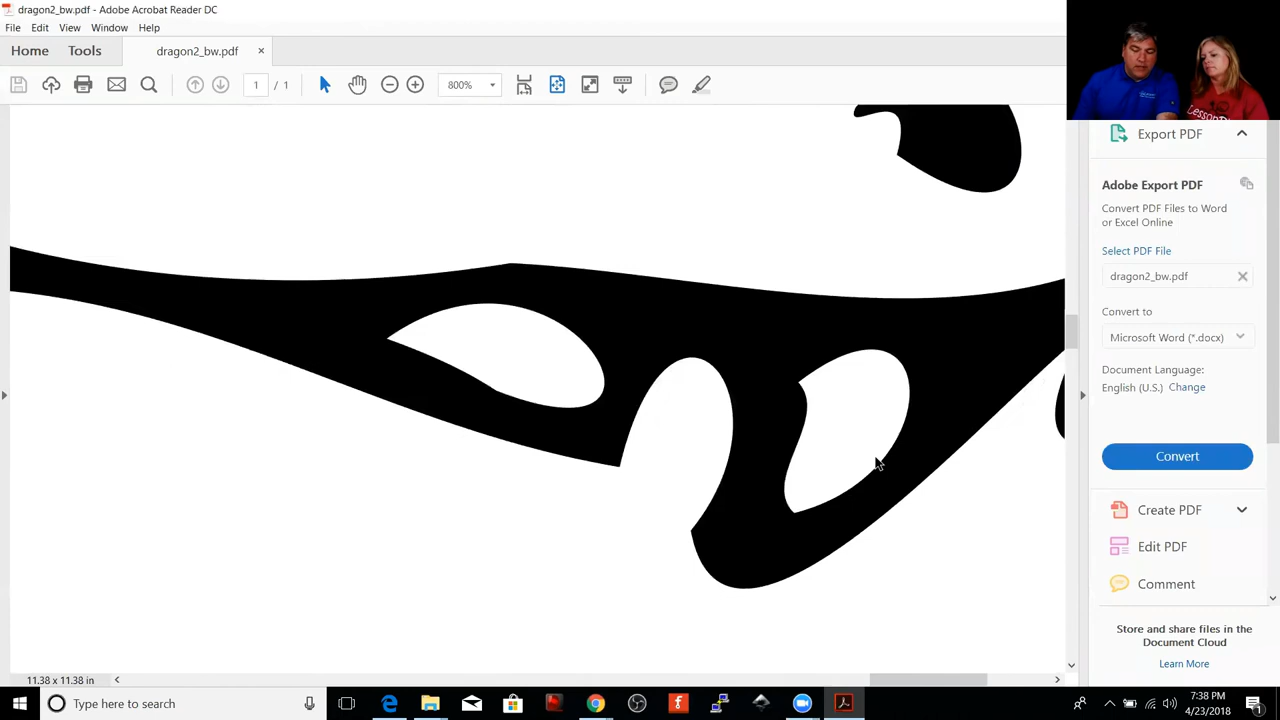 dragon2_bw.pdf - Adobe Acrobat Reader DC
File Edit View Window Help
Home Tools dragon2_bw.pdf ×
1 / 1 800%
Export PDF
Adobe Export PDF
Convert PDF Files to Word
or Excel Online
Select PDF File
dragon2_bw.pdf
Convert to
Microsoft Word (*.docx)
Document Language:
English (U.S.) Change
Convert
Create PDF
Edit PDF
Comment
Store and share files in the
Document Cloud
Learn More
11.38 x 11.38 in
Type here to search
7:38 PM
4/23/2018